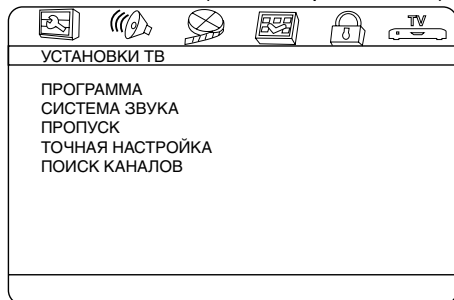 TV
УСТАНОВКИ ТВ
ПРОГРАММА
СИСТЕМА ЗВУКА
ПРОПУСК
ТОЧНАЯ НАСТРОЙКА
ПОИСК КАНАЛОВ